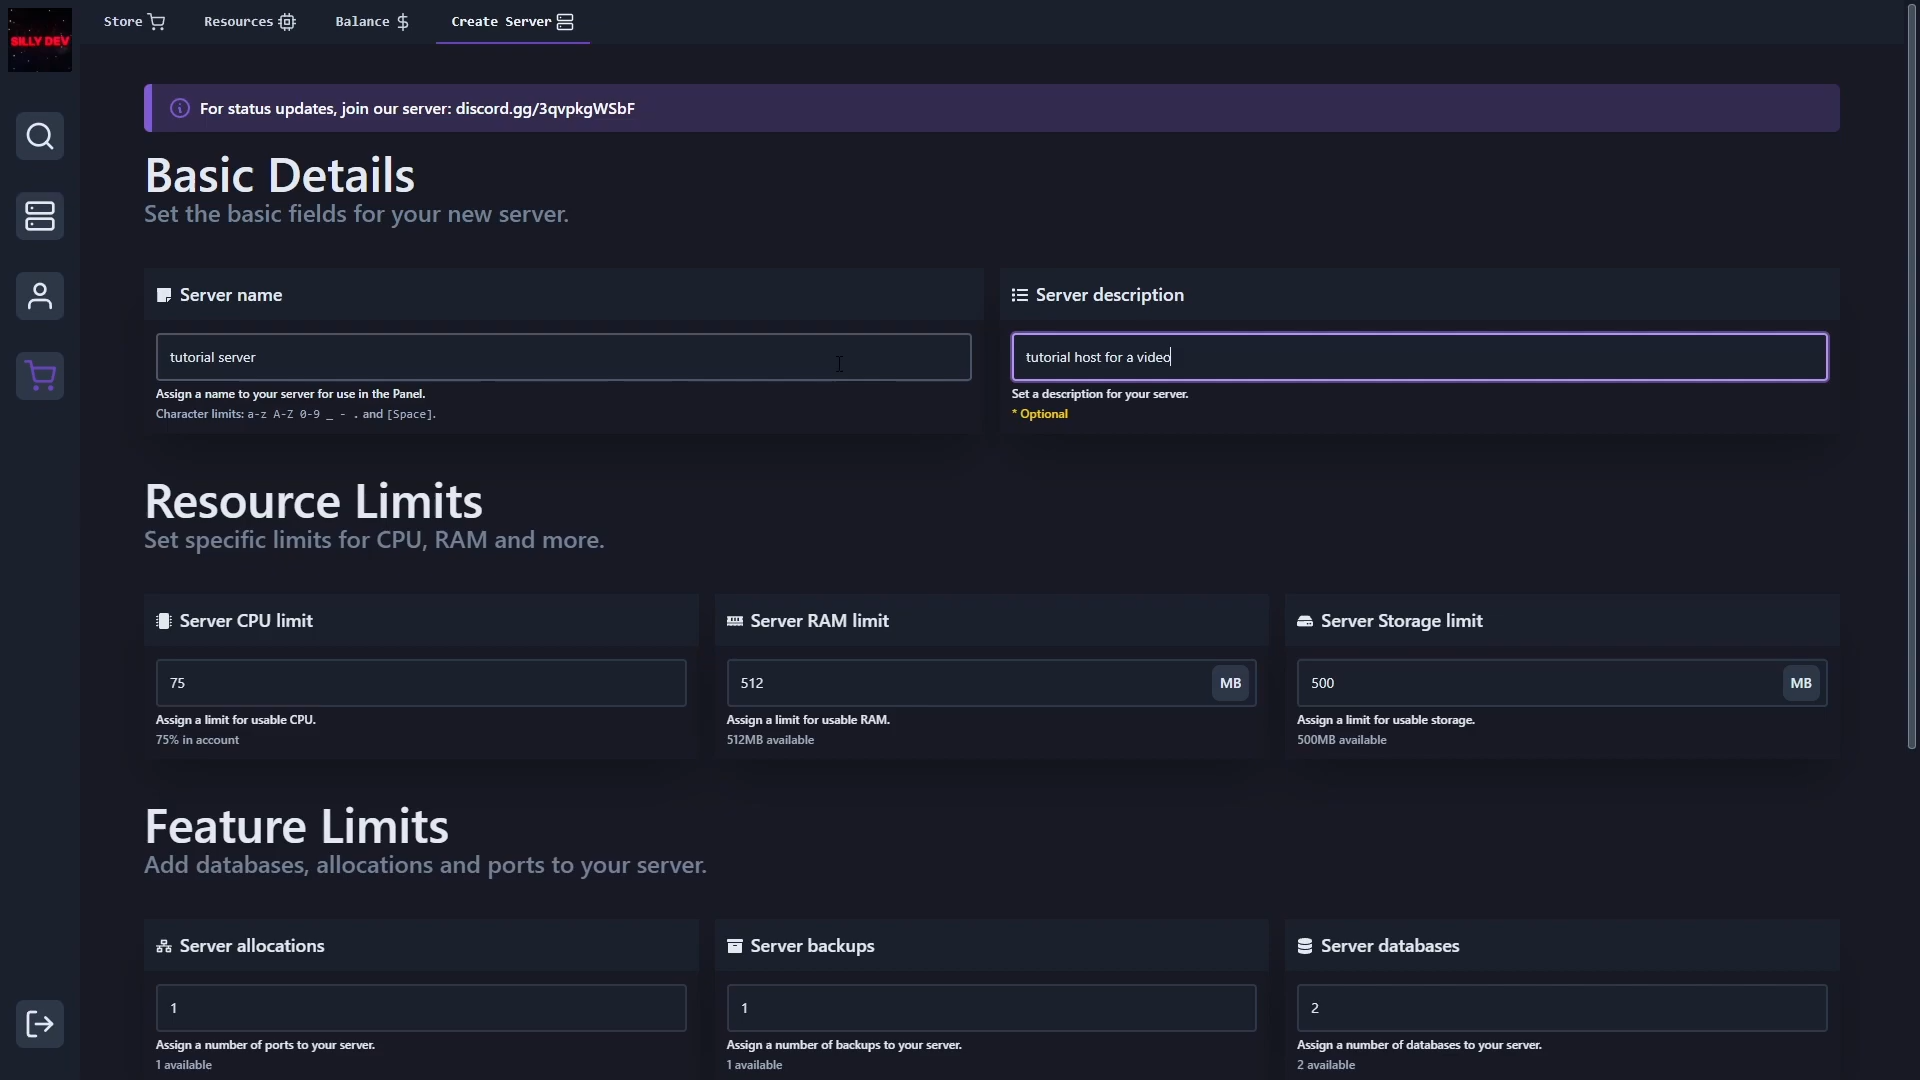 SILLY DEV
Store
Resources
Balance
Create Server
For status updates, join our server: discord.gg/3qvpkgWSbF
Basic Details
Set the basic fields for your new server.
Server name
Server description
tutorial server
tutorial host for a video
Assign a name to your server for use in the Panel.
Set a description for your server.
Character limits: a-z A-Z 0-9 _ - . and [Space].
* Optional
Resource Limits
Set specific limits for CPU, RAM and more.
Server CPU limit
Server RAM limit
Server Storage limit
75
512 MB
500 MB
Assign a limit for usable CPU.
Assign a limit for usable RAM.
Assign a limit for usable storage.
75% in account
512MB available
500MB available
Feature Limits
Add databases, allocations and ports to your server.
Server allocations
Server backups
Server databases
1
1
2
Assign a number of ports to your server.
Assign a number of backups to your server.
Assign a number of databases to your server.
1 available
1 available
2 available